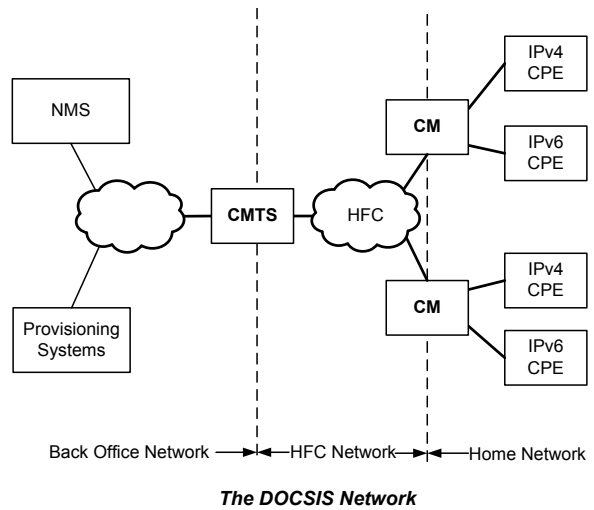 IPv4
CPE
NMS
CM
IPv6
CPE
CMTS
HFC
IPv4
CPE
CM
Provisioning
Systems
IPv6
CPE
Back Office Network
HFC Network
Home Network
The DOCSIS Network